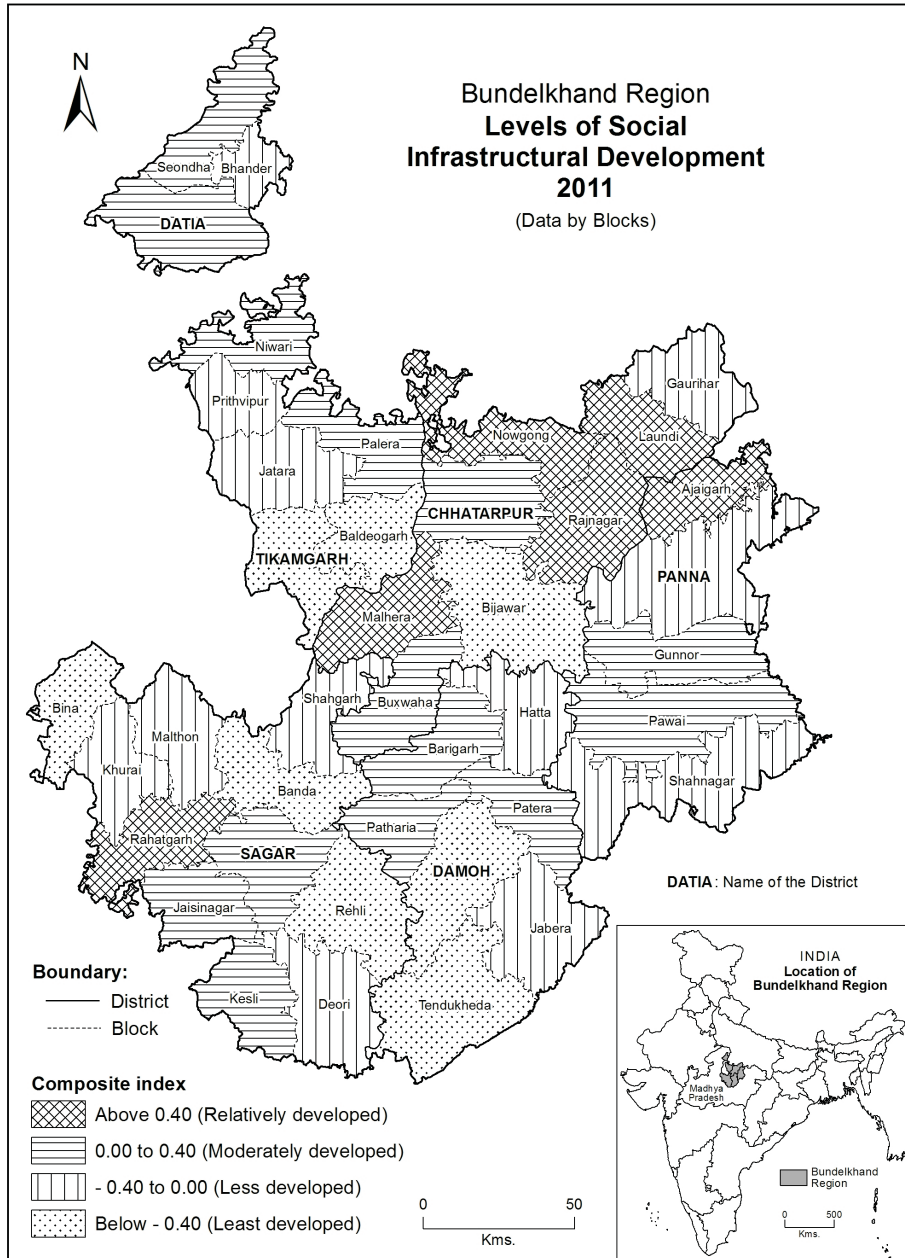 N
Bundelkhand Region
Levels of Social
Infrastructural Development
2011
(Data by Blocks)
Seondha
Bhander
DATIA
Niwari
Gaurihar
Prithvipur
Nowgong
Laundi
Palera
Jatara
Ajaigarh
CHHATARPUR
Rajnagar
Baldeogarh
TIKAMGARH
PANNA
Malhera
Bijawar
Gunnor
Shahgarh
Bina
Buxwaha
Hatta
Pawai
Malthon
Barigarh
Khurai
Shahnagar
Banda
Patera
Patharia
Rahatgarh
SAGAR
DAMOH
DATIA : Name of the District
Jaisinagar
Rehli
Jabera
Kesli
Deori
Tendukheda
Boundary:
District
Block
Composite index
Above 0.40 (Relatively developed)
0.00 to 0.40 (Moderately developed)
- 0.40 to 0.00 (Less developed)
Below - 0.40 (Least developed)
0 50
Kms.
INDIA
Location of
Bundelkhand Region
Madhya
Pradesh
Bundelkhand
Region
0 500
Kms.